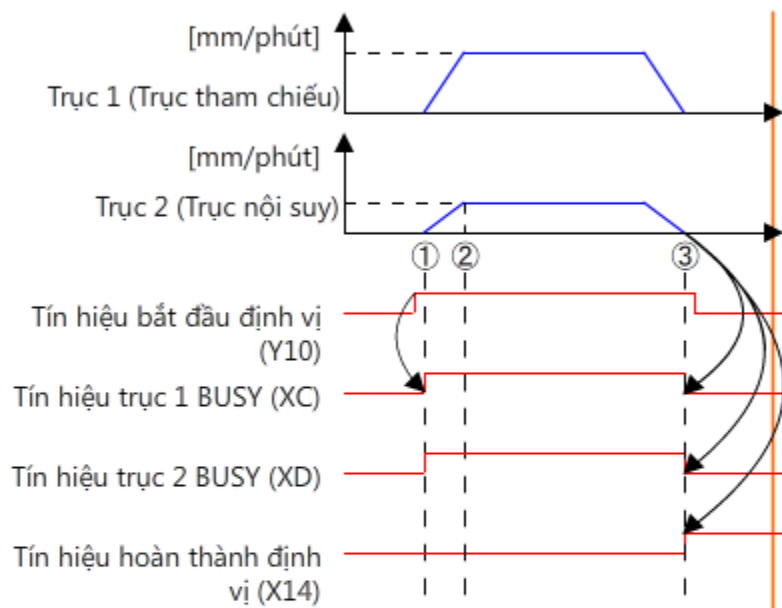 [mm/phút]
Trục 1 (Trục tham chiếu)
[mm/phút]
Trục 2 (Trục nội suy)
① ② ③
Tín hiệu bắt đầu định vị
(Y10)
Tín hiệu trục 1 BUSY (XC)
Tín hiệu trục 2 BUSY (XD)
Tín hiệu hoàn thành định
vị (X14)